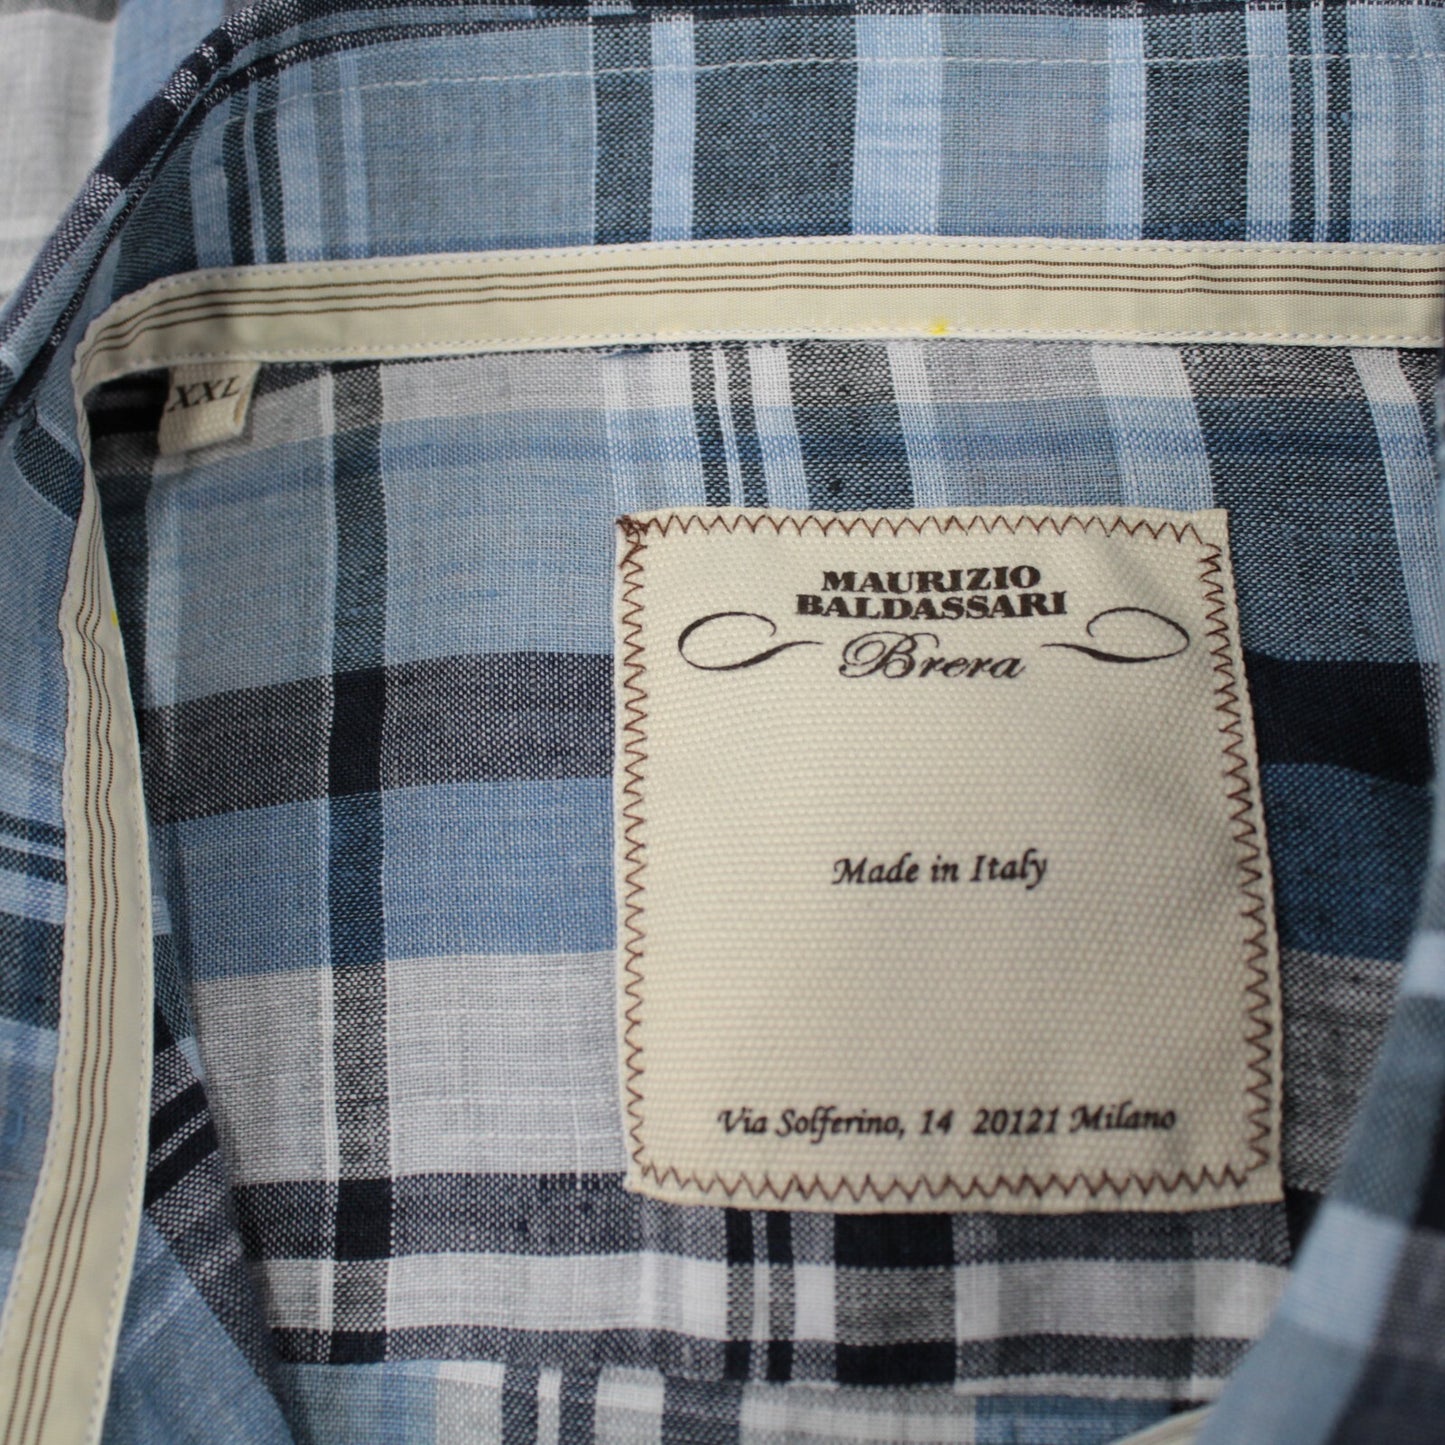 XXL
MAURIZIO
BALDASSARI
Brera
Made in Italy
Via Solferino, 14 20121 Milano